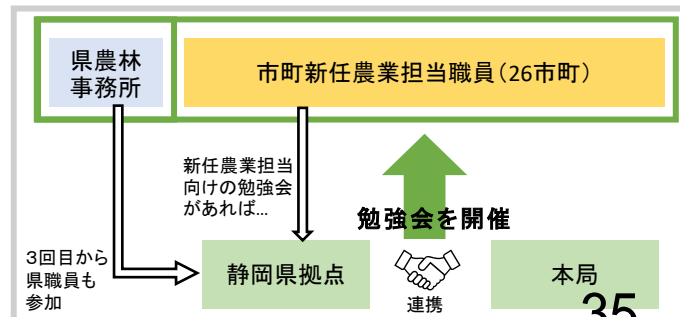 県農林
事務所
市町新任農業担当職員(26市町)
新任農業担当
向けの勉強会
があれば…
勉強会を開催
3回目から
県職員も
参加
静岡県拠点
連携
本局
35